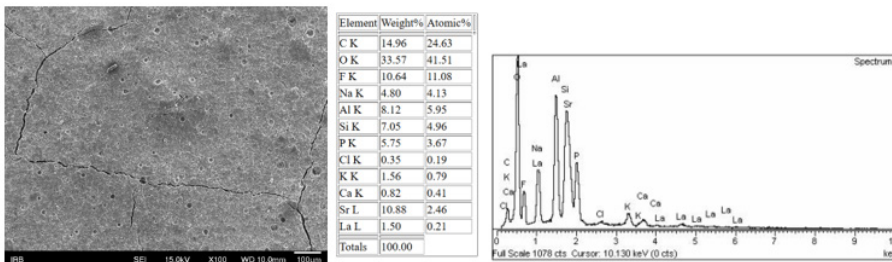 IRB SEI 15.0kV X100 WD 10.0mm 100µm
Element Weight% Atomic%
C K 14.96 24.63
O K 33.57 41.51
F K 10.64 11.08
Na K 4.80 4.13
Al K 8.12 5.95
Si K 7.05 4.96
P K 5.75 3.67
Cl K 0.35 0.19
K K 1.56 0.79
Ca K 0.82 0.41
Sr L 10.88 2.46
La L 1.50 0.21
Totals 100.00
Spectrum
La
O
Al
Si
Sr
P
Na
La
C
K
Ca
Cl
F
Cl
K
K
Ca
Ca
La
La
La
La
La
La
0 1 2 3 4 5 6 7 8 9
Full Scale 1078 cts Cursor: 10.130 keV (0 cts)